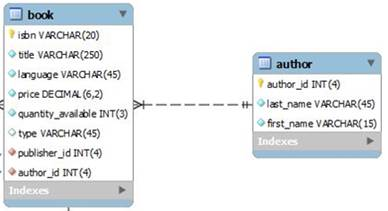 book
isbn VARCHAR(20)
title VARCHAR(250)
language VARCHAR(45)
price DECIMAL(6,2)
quantity_available INT(3)
type VARCHAR(45)
publisher_id INT(4)
author_id INT(4)
Indexes
author
author_id INT(4)
last_name VARCHAR(45)
first_name VARCHAR(15)
Indexes